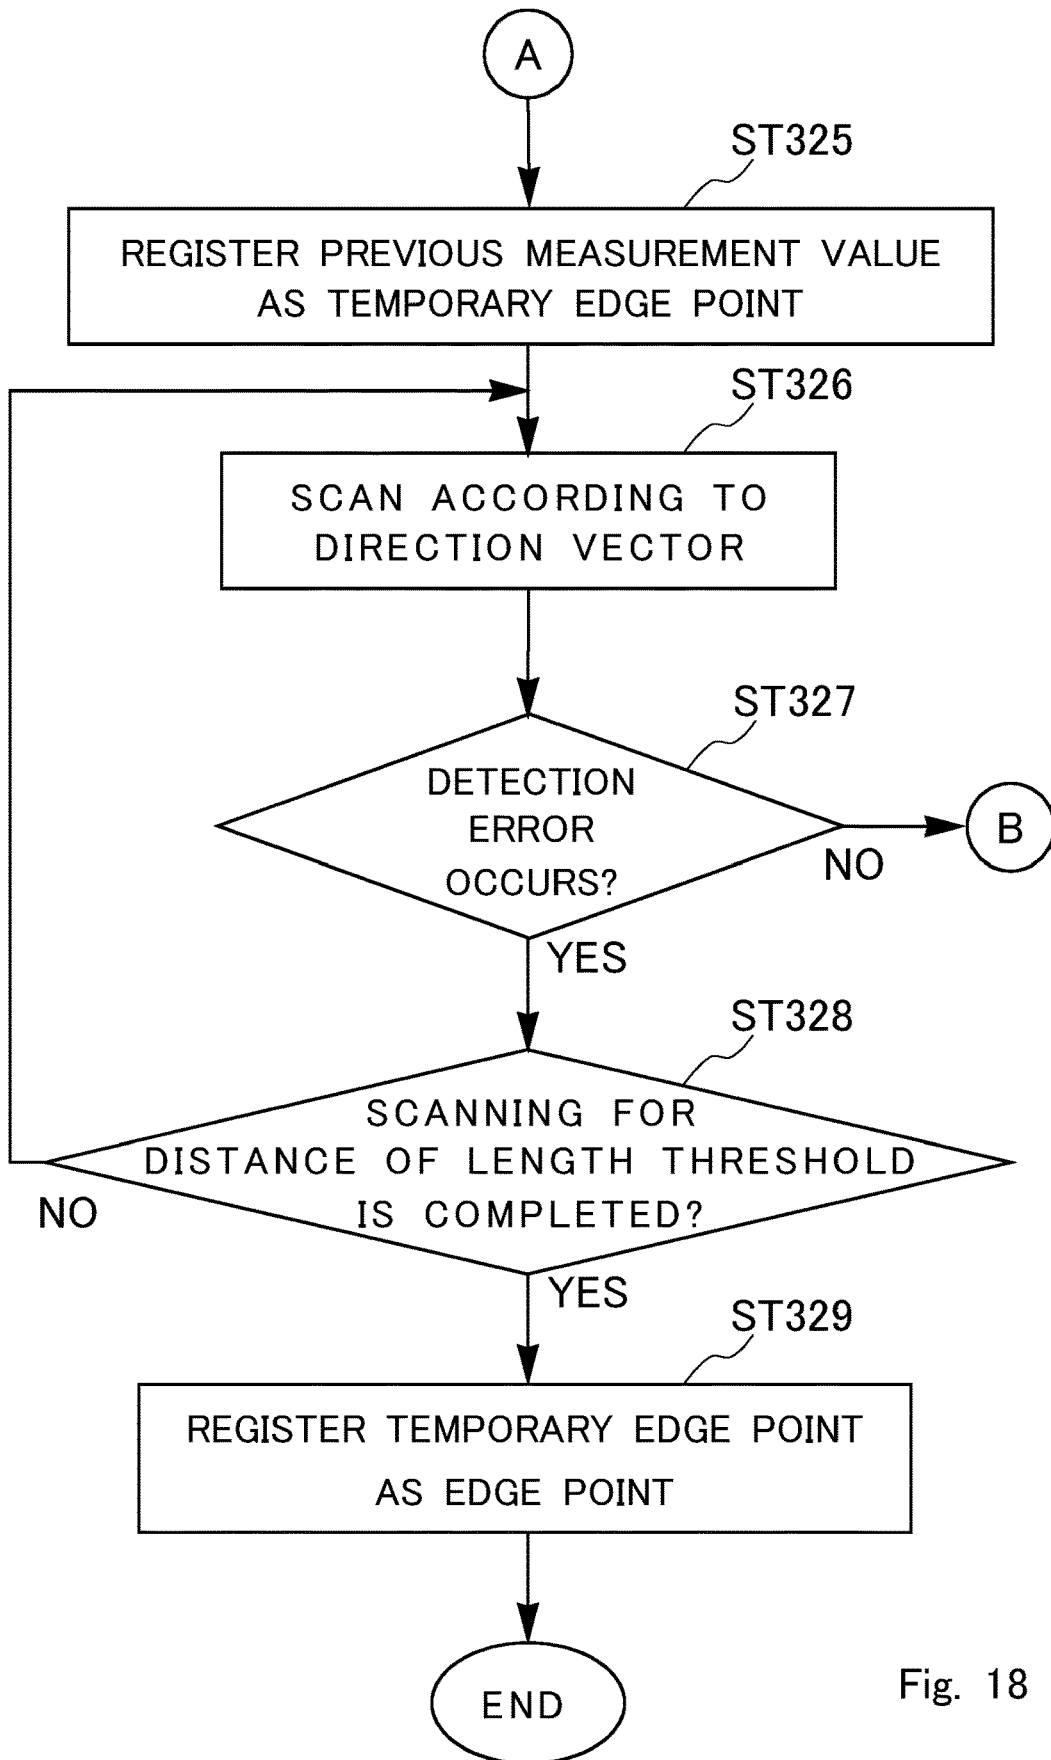 A
ST325
REGISTER PREVIOUS MEASUREMENT VALUE
AS TEMPORARY EDGE POINT
ST326
SCAN ACCORDING TO
DIRECTION VECTOR
ST327
DETECTION
ERROR
OCCURS?
B
NO
YES
ST328
SCANNING FOR
DISTANCE OF LENGTH THRESHOLD
IS COMPLETED?
NO
YES
ST329
REGISTER TEMPORARY EDGE POINT
AS EDGE POINT
END
Fig. 18